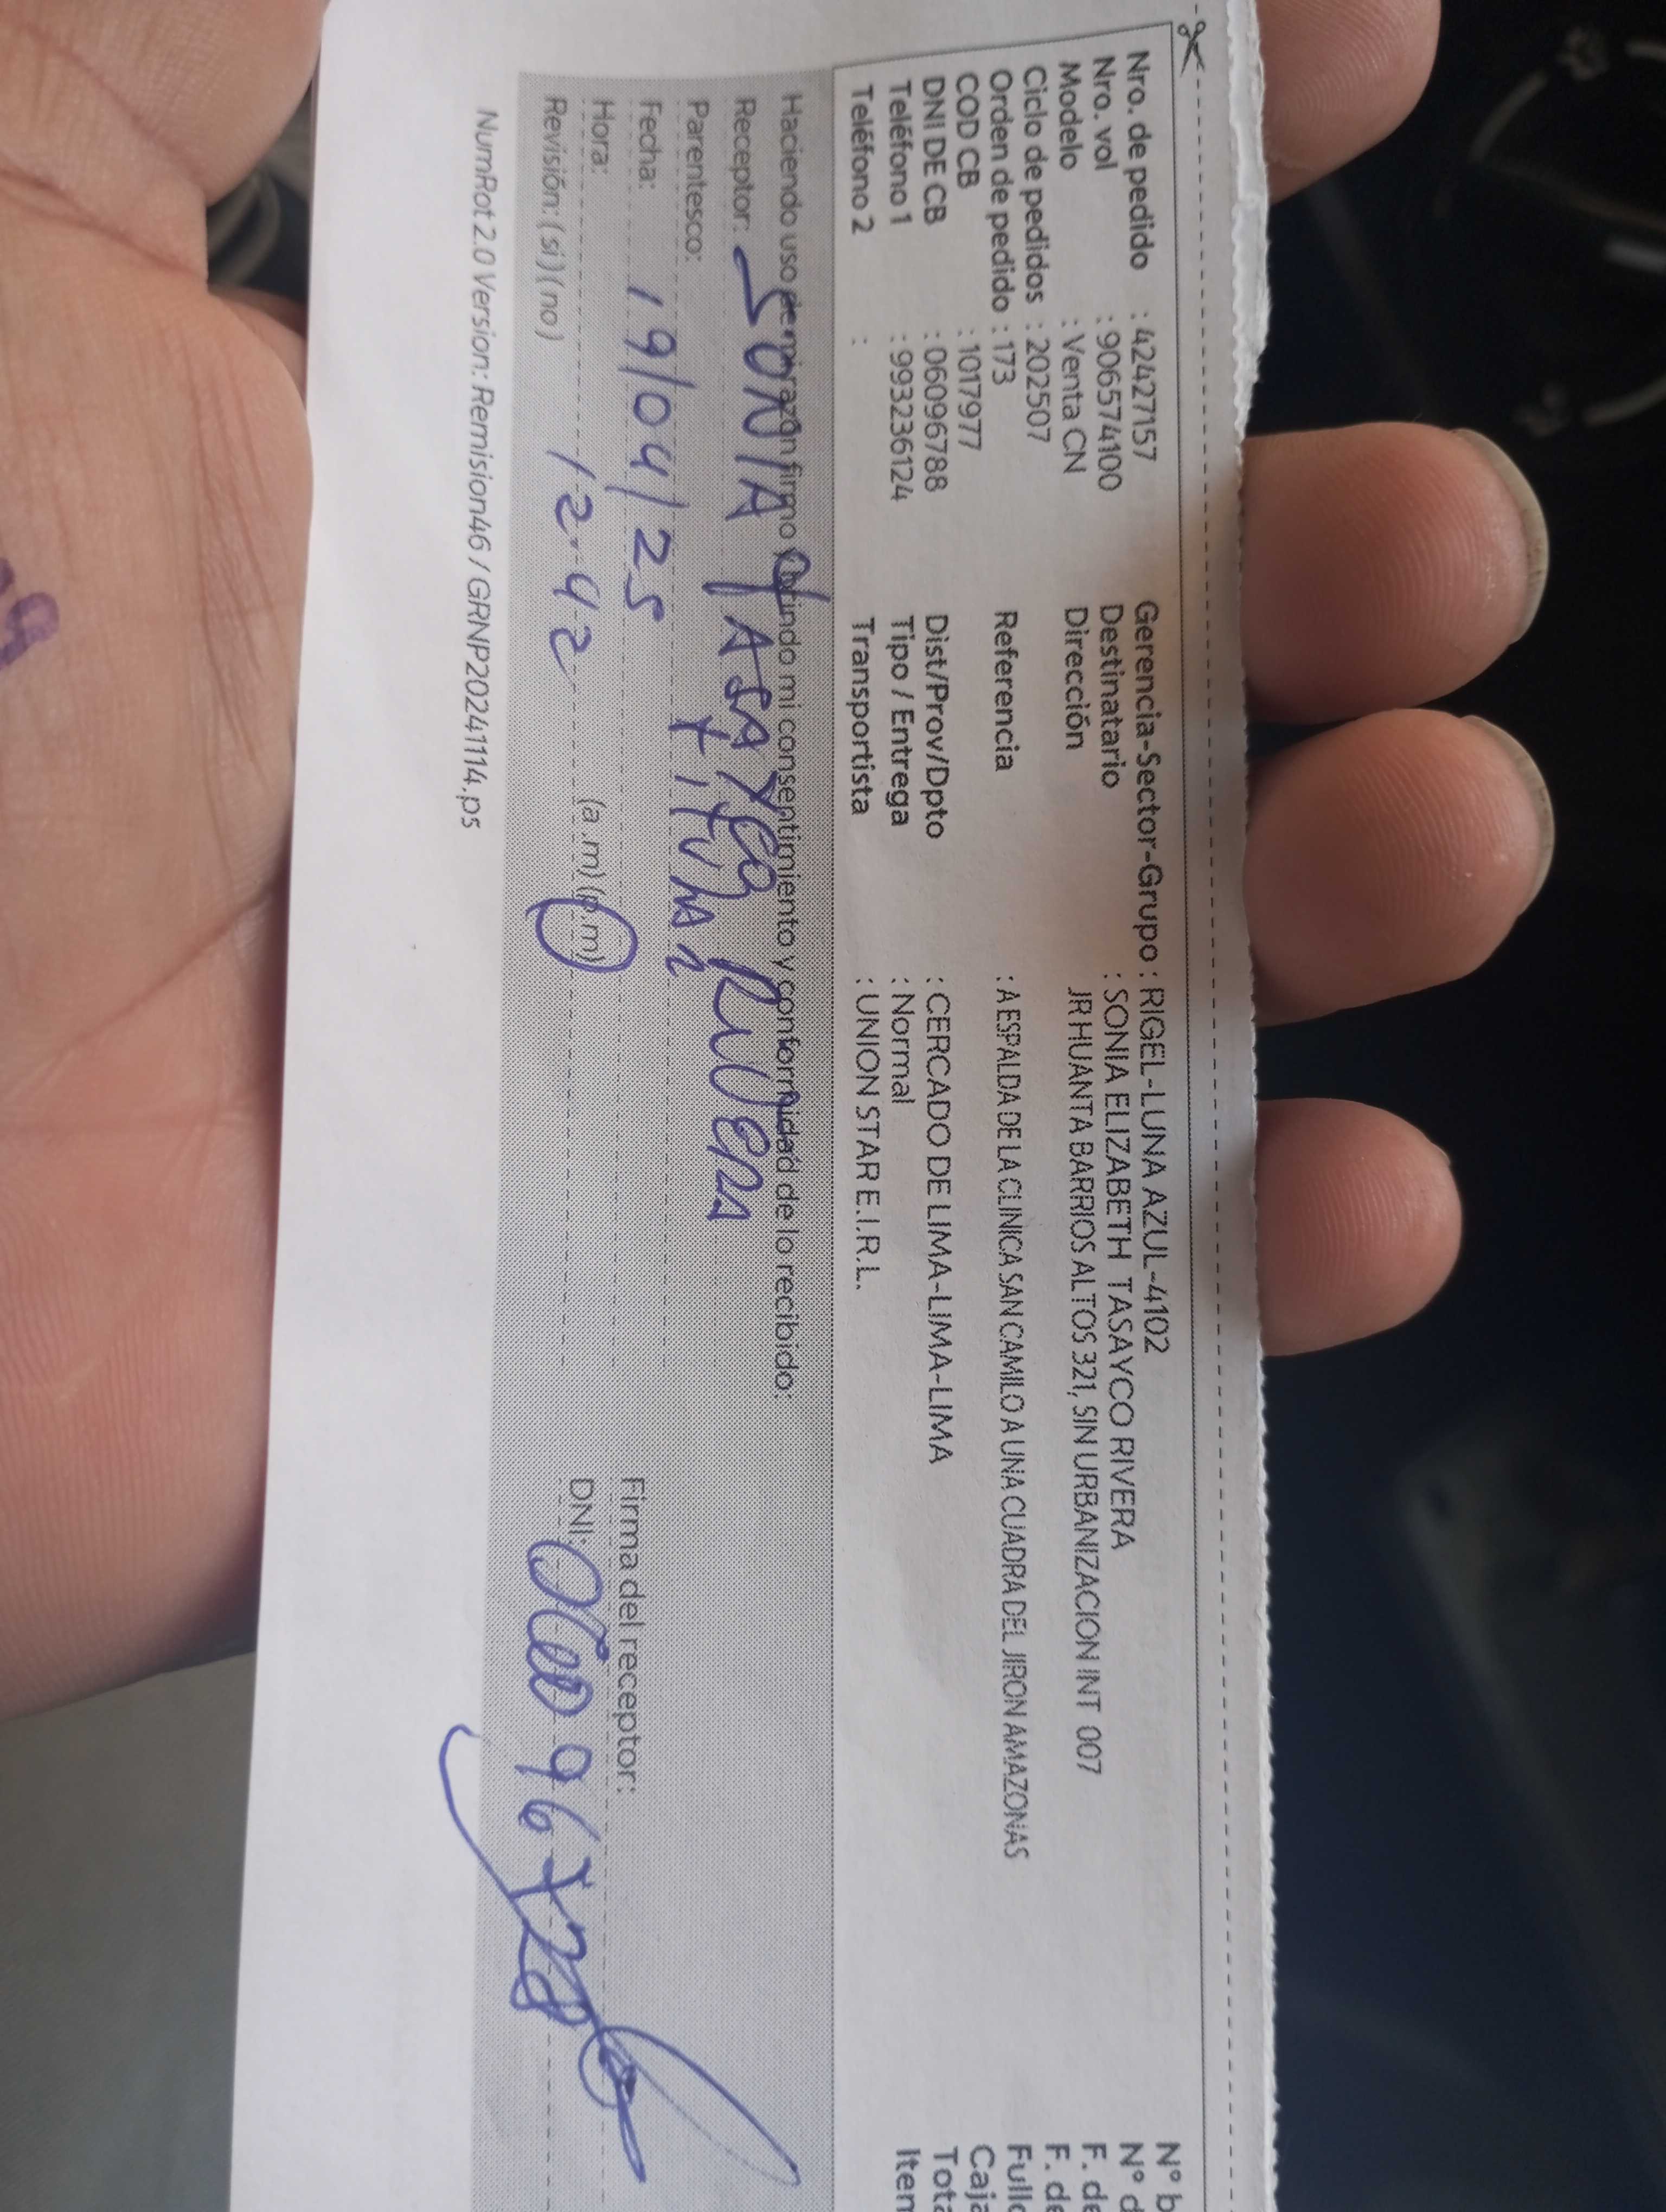 Nro. de pedido : 42427157
Nro. vol : 906574100
Modelo : Venta CN
Ciclo de pedidos : 202507
Orden de pedido : 173
COD CB : 1017977
DNI DE CB : 06096788
Teléfono 1 : 993236124
Teléfono 2 :
Gerencia-Sector-Grupo : RIGEL-LUNA AZUL-4102
Destinatario : SONIA ELIZABETH TASAYCO RIVERA
Dirección JR HUANTA BARRIOS ALTOS 321, SIN URBANIZACION INT 007
Referencia : A ESPALDA DE LA CLINICA SAN CAMILO A UNA CUADRA DEL JIRON AMAZONAS
Dist/Prov/Dpto : CERCADO DE LIMA-LIMA-LIMA
Tipo / Entrega : Normal
Transportista : UNION STAR E.I.R.L.
N° b
N° d
F. de
F. de
Caja
Tota
Item
Haciendo uso de mi razón firmo y brindo mi consentimiento y conformidad de lo recibido:
Receptor: SONIA TASAYCO RIVERA
Parentesco: titular
Fecha: 19/04/25
Hora: 12.42 (a.m) (p.m)
Revisión: (si) (no)
Firma del receptor:
DNI: 06096788
NumRot 2.0 Version: Remision46 / GRNP20241114.ps